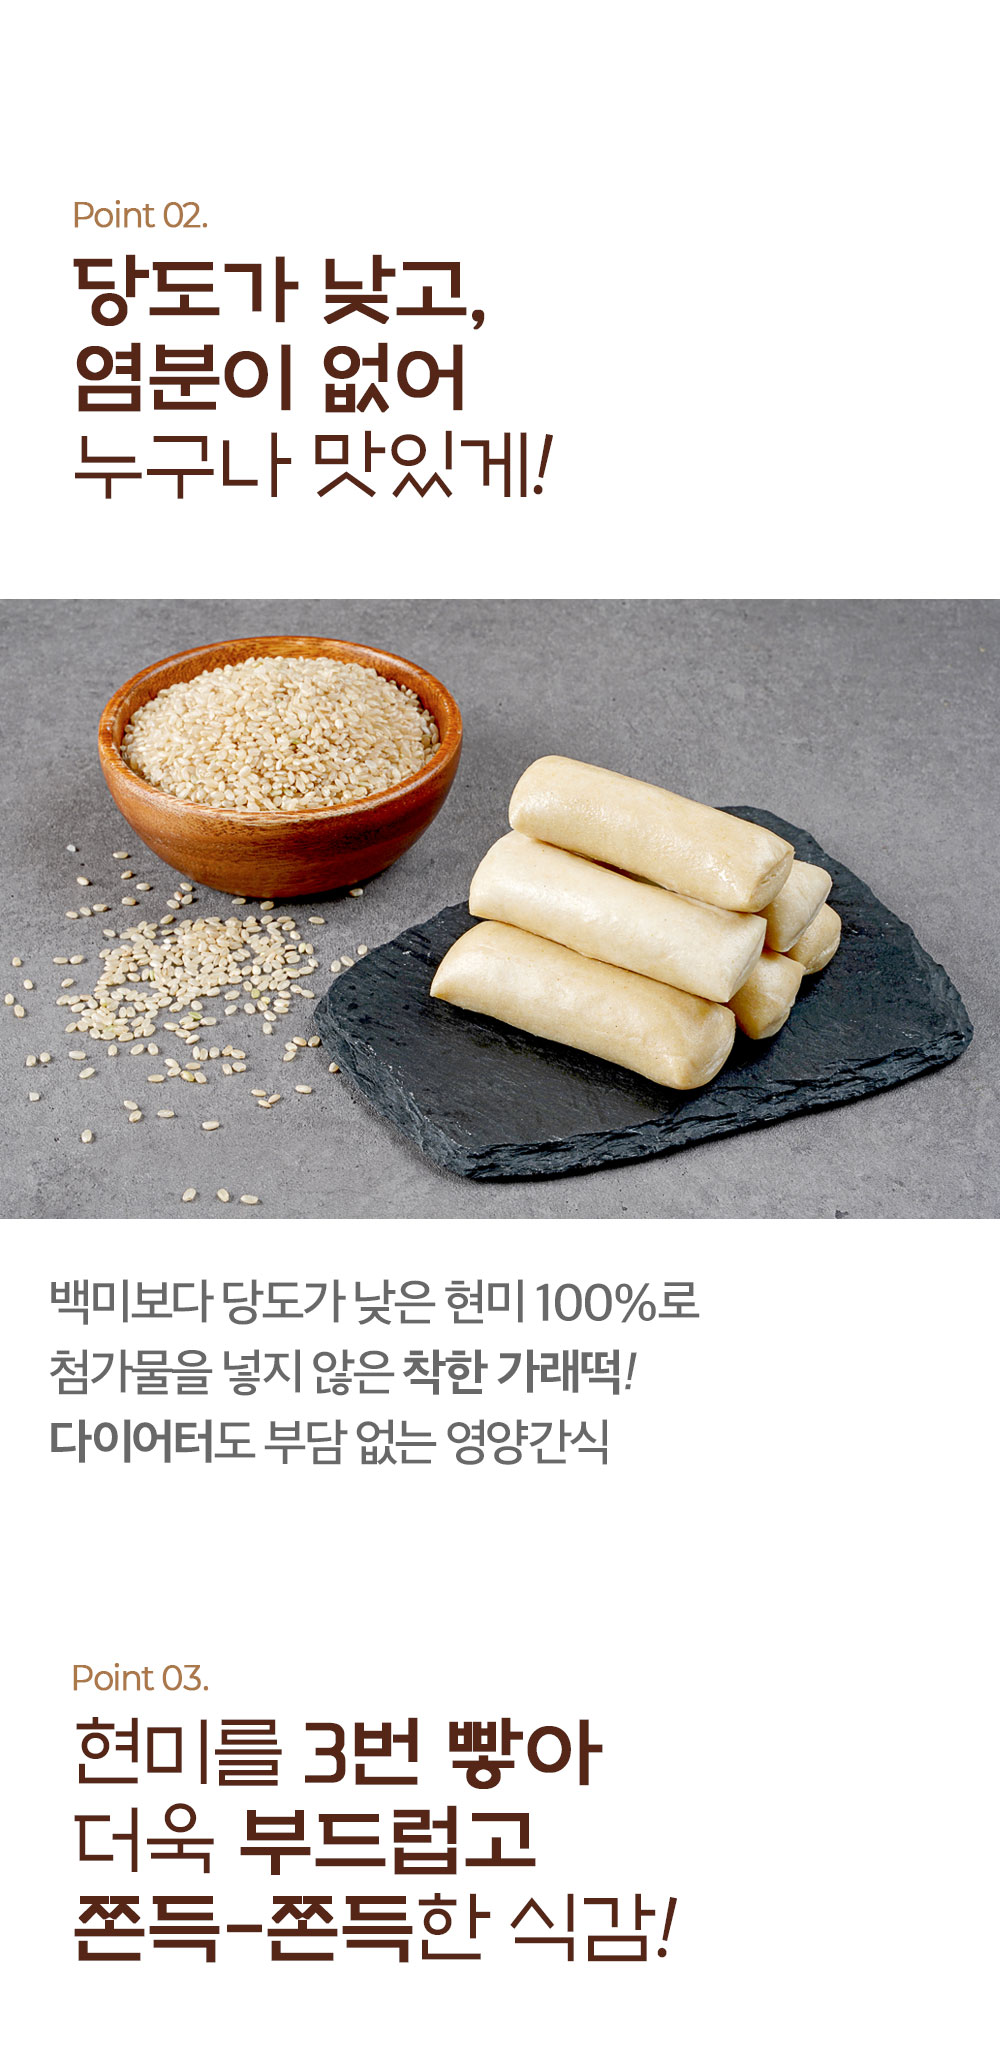 Point 02.
당도가 낮고,
염분이 없어
누구나 맛있게!
백미보다 당도가 낮은 현미 100%로
첨가물을 넣지 않은 착한 가래떡!
다이어터도 부담 없는 영양간식
Point 03.
현미를 3번 빻아
더욱 부드럽고
쫀득-쫀득한 식감!